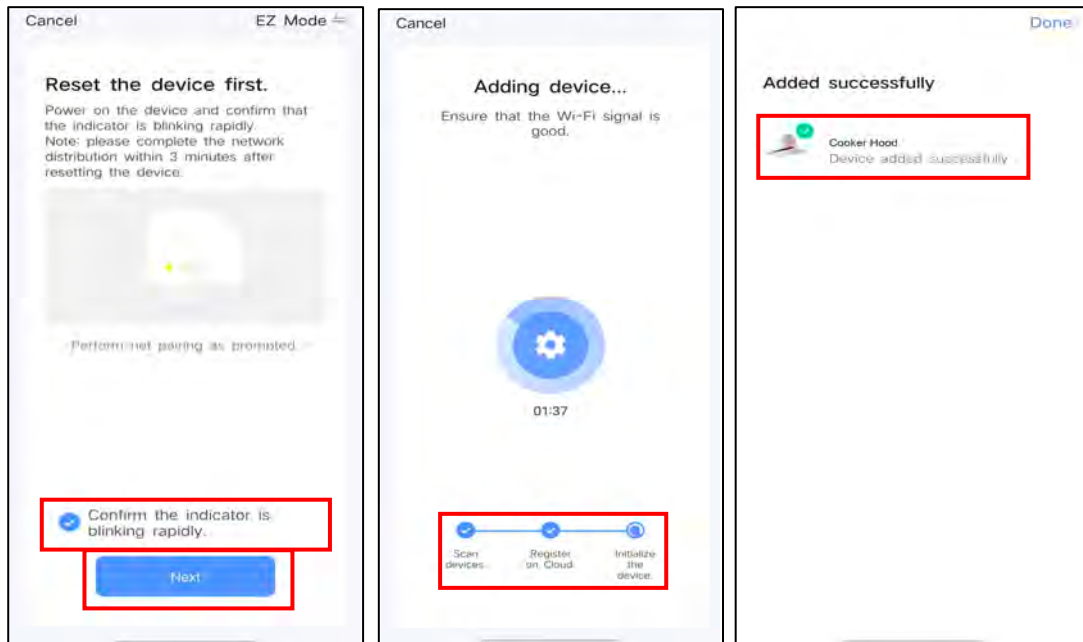 Cancel
EZ Mode
Reset the device first.
Power on the device and confirm that
the indicator is blinking rapidly.
Note: please complete the network
distribution within 3 minutes after
resetting the device.
Perform net pairing as prompted.
Confirm the indicator is
blinking rapidly.
Next
Cancel
Adding device...
Ensure that the Wi-Fi signal is
good.
01:37
Scan
devices.
Register
on Cloud.
Initialize
the
device.
Done
Added successfully
Cooker Hood
Device added successfully